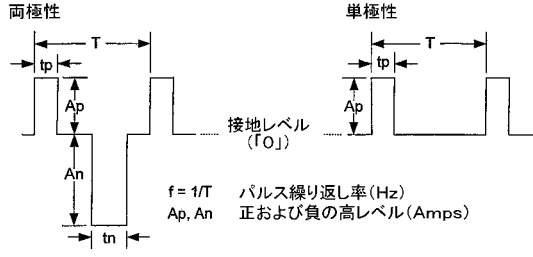 両極性
T
tp
Ap
An
tn
接地レベル
(「0」)
単極性
T
tp
Ap
f = 1/T パルス繰り返し率(Hz)
Ap, An 正および負の高レベル(Amps)